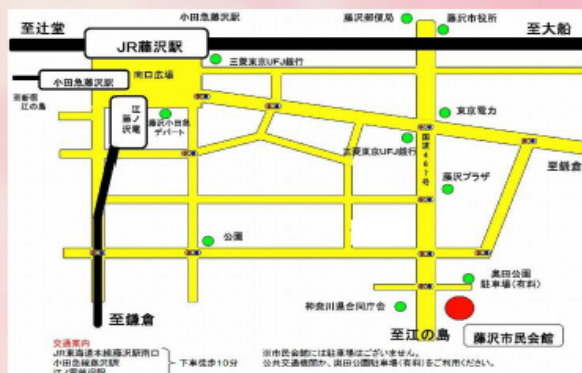 小田急藤沢駅
藤沢郵便局
藤沢市役所
至辻堂
JR藤沢駅
至大船
南口広場
三菱東京UFJ銀行
小田急藤沢駅
至新宿
江の島
江ノ電
藤沢
藤沢小田急
デパート
東京電力
三菱東京UFJ銀行
国道467号
至鎌倉
藤沢プラザ
公園
奥田公園
駐車場(有料)
神奈川県合同庁舎
至鎌倉
至江の島
藤沢市民会館
交通案内
JR東海道本線藤沢駅南口
小田急線藤沢駅
江ノ電藤沢駅
下車徒歩10分
※市民会館には駐車場はございません。
公共交通機関か、奥田公園駐車場(有料)をご利用ください。